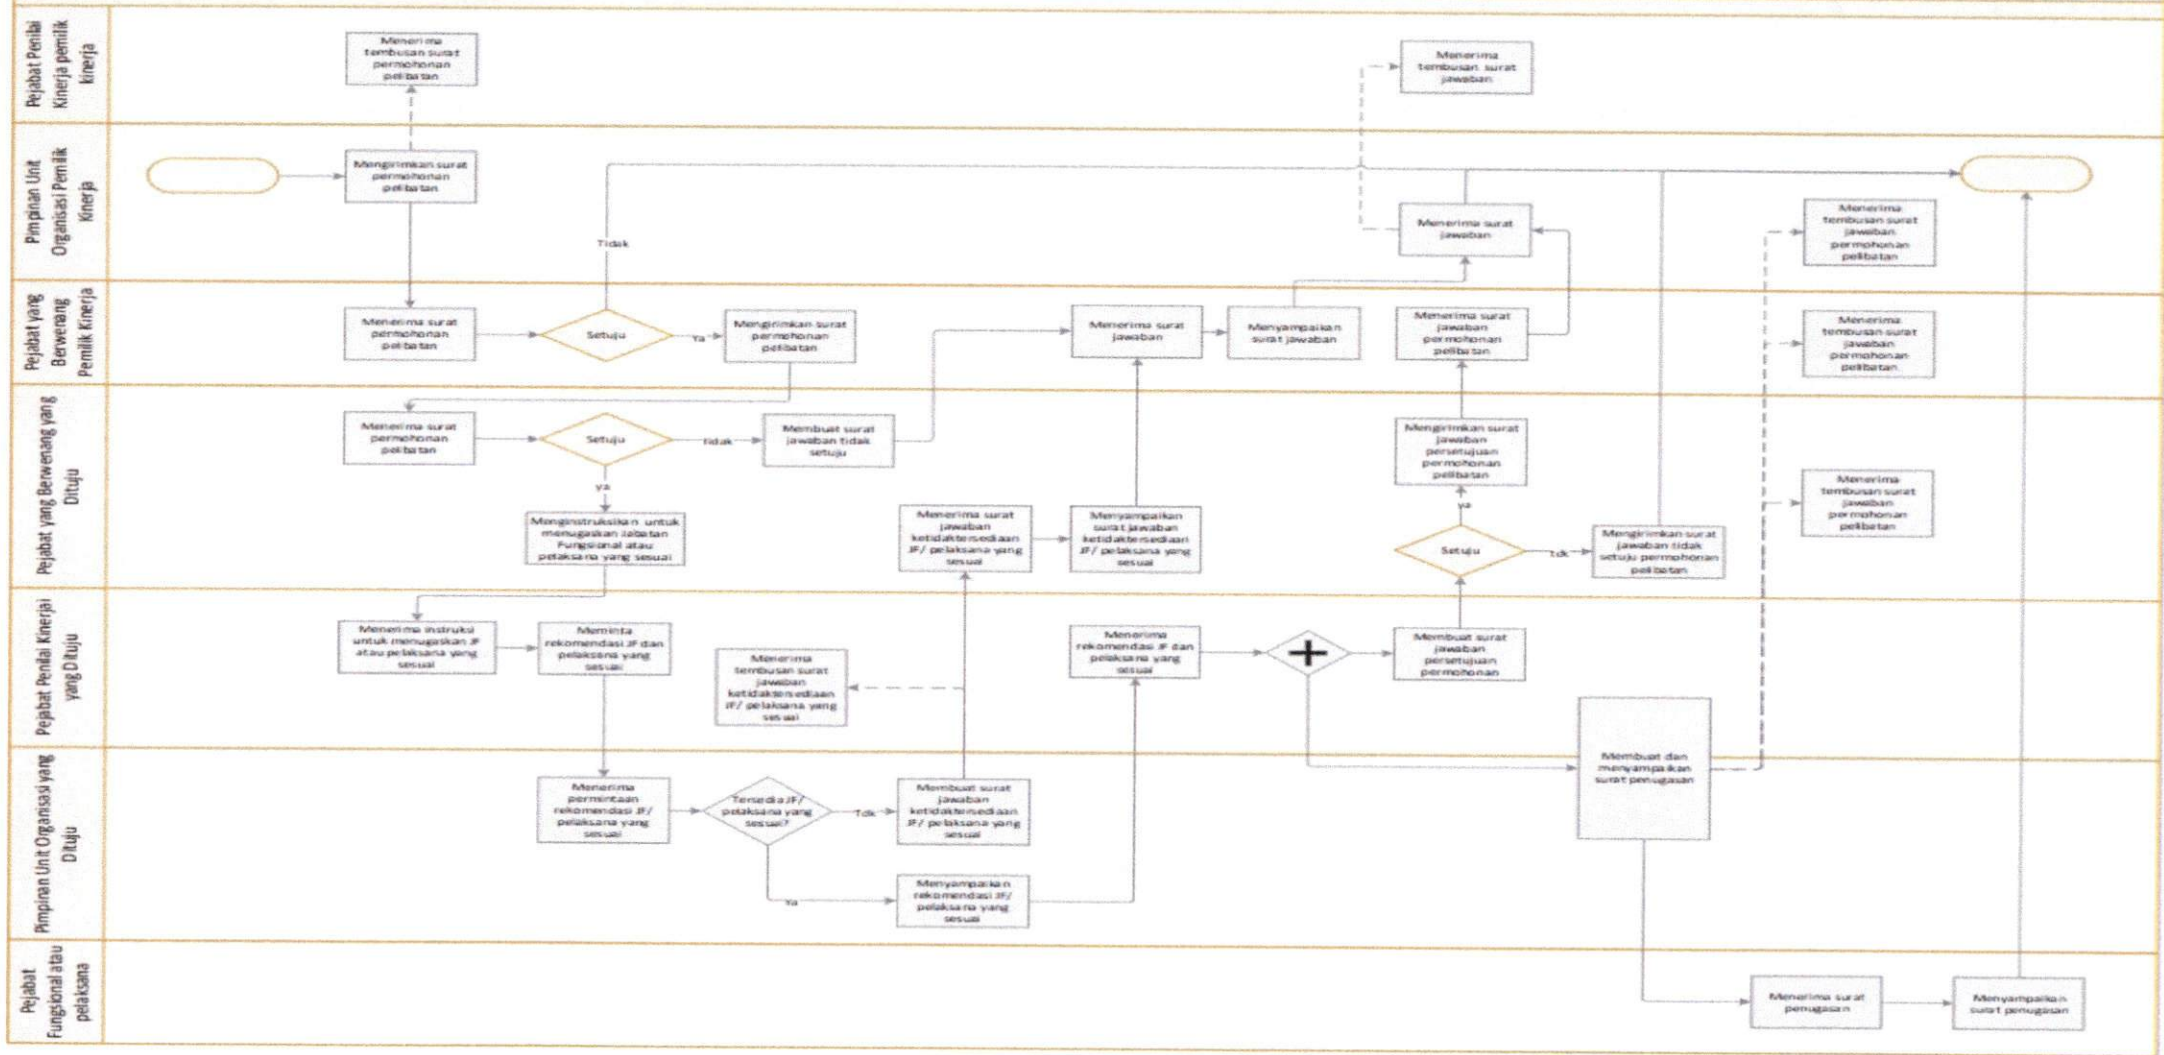 Pejabat Penilai
Kinerja pemilik
kinerja
Menerima
tembusan surat
permohonan
pelibatan
Menerima
tembusan surat
jawaban
Pimpinan Unit
Organisasi Pemilik
Kinerja
Mengirimkan surat
permohonan
pelibatan
Tidak
Menerima surat
jawaban
Menerima
tembusan surat
jawaban
permohonan
pelibatan
Pejabat yang
Berwenang
Pemilik Kinerja
Menerima surat
permohonan
pelibatan
Setuju
Ya
Mengirimkan surat
permohonan
pelibatan
Menerima surat
jawaban
Menyampaikan
surat jawaban
Menerima surat
jawaban
permohonan
pelibatan
Menerima
tembusan surat
jawaban
permohonan
pelibatan
Pejabat yang Berwenang yang
Dituju
Menerima surat
permohonan
pelibatan
Setuju
tidak
Membuat surat
jawaban tidak
setuju
ya
Menginstruksikan untuk
menugaskan Jabatan
Fungsional atau
pelaksana yang sesuai
Menerima surat
jawaban
ketidaktersediaan
JF/ pelaksana yang
sesuai
Menyampaikan
surat jawaban
ketidaktersediaan
JF/ pelaksana yang
sesuai
Mengirimkan surat
jawaban
persetujuan
permohonan
pelibatan
ya
Setuju
tdk
Mengirimkan surat
jawaban tidak
setuju permohonan
pelibatan
Menerima
tembusan surat
jawaban
permohonan
pelibatan
Pejabat Penilai Kinerjai
yang Dituju
Menerima instruksi
untuk menugaskan JF
atau pelaksana yang
sesuai
Meminta
rekomendasi JF dan
pelaksana yang
sesuai
Menerima
tembusan surat
jawaban
ketidaktersediaan
JF/ pelaksana yang
sesuai
Menerima
rekomendasi JF dan
pelaksana yang
sesuai
Membuat surat
jawaban
persetujuan
permohonan
Membuat dan
menyampaikan
surat penugasan
Pimpinan Unit Organisasi yang
Dituju
Menerima
permintaan
rekomendasi JF/
pelaksana yang
sesuai
Tersedia JF/
pelaksana yang
sesuai?
Tdk
Membuat surat
jawaban
ketidaktersediaan
JF/ pelaksana yang
sesuai
Ya
Menyampaikan
rekomendasi JF/
pelaksana yang
sesuai
Pejabat
Fungsional atau
pelaksana
Menerima surat
penugasan
Menyampaikan
surat penugasan